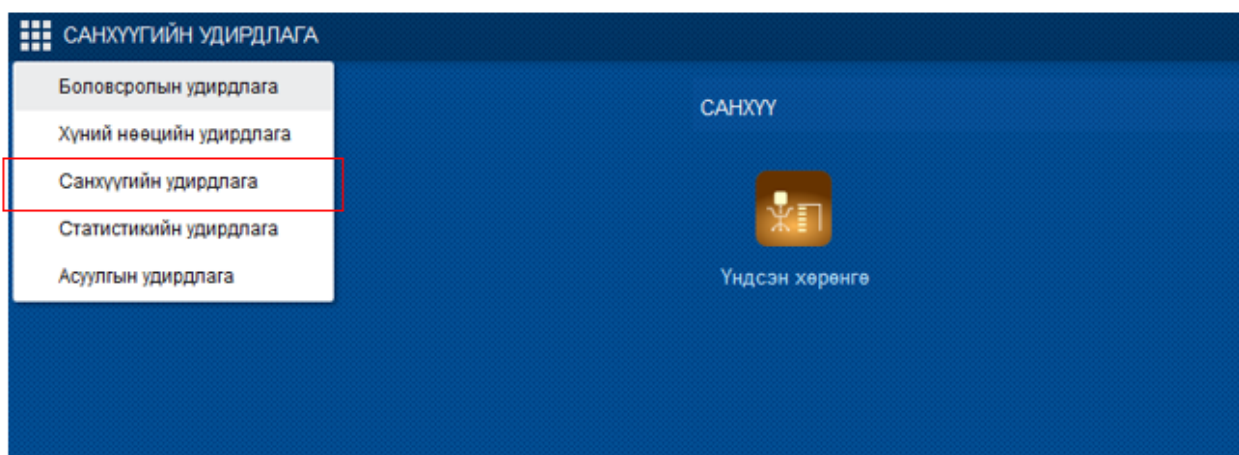 САНХҮҮГИЙН УДИРДЛАГА
Боловсролын удирдлага
Хүний нөөцийн удирдлага
Санхүүгийн удирдлага
Статистикийн удирдлага
Асуулгын удирдлага
САНХҮҮ
Үндсэн хөрөнгө